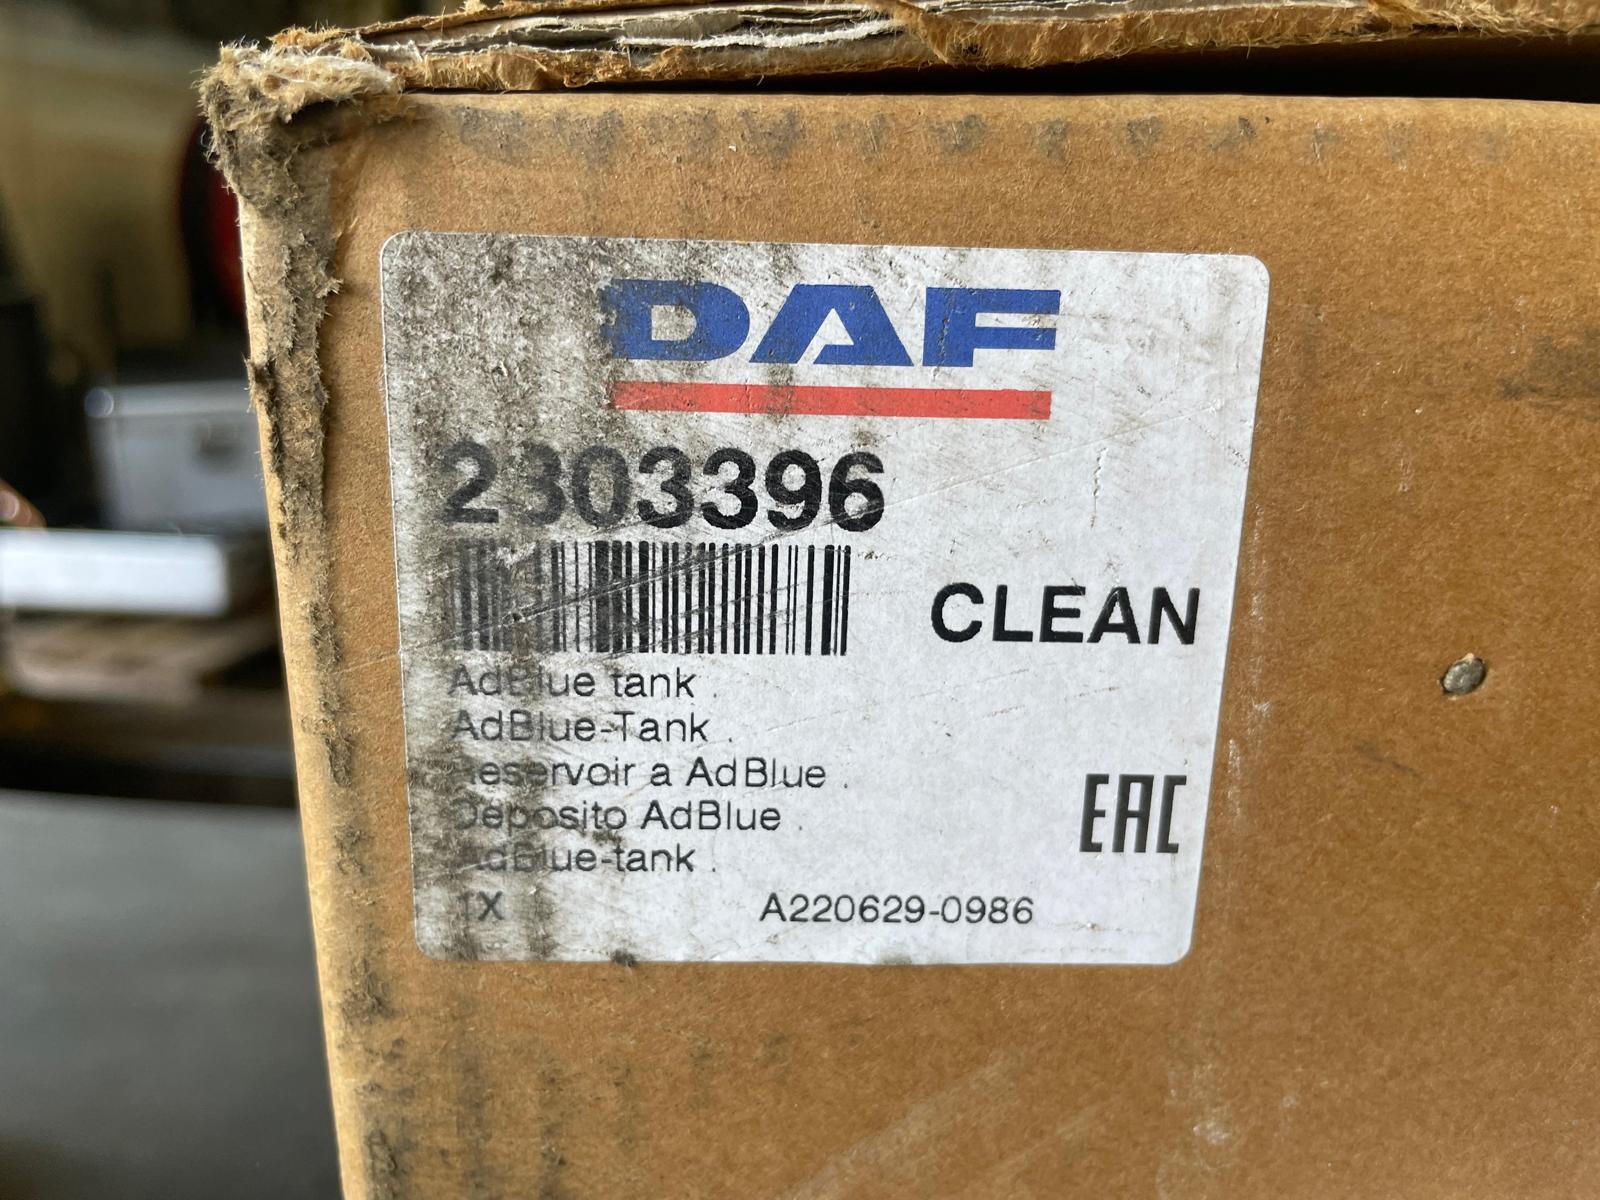 DAF
2303396
CLEAN
AdBlue tank .
AdBlue-Tank .
Reservoir a AdBlue .
Deposito AdBlue .
AdBlue-tank .
EAC
1X A220629-0986